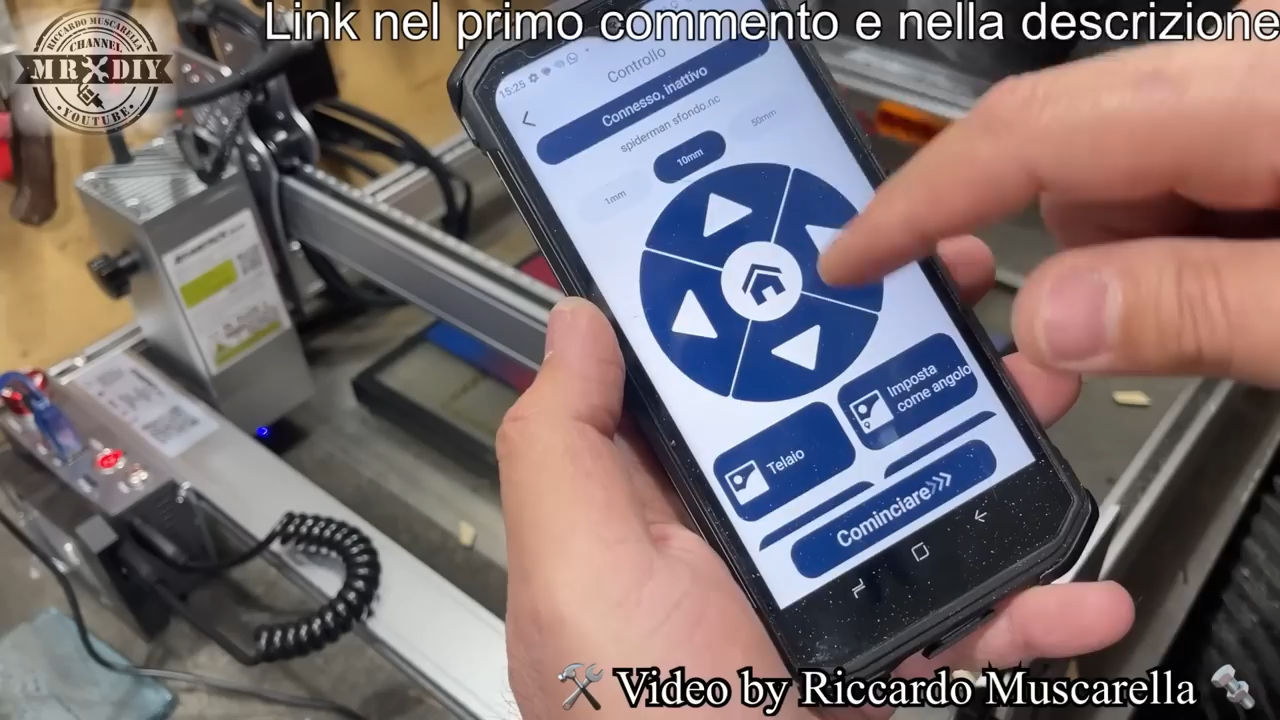 Link nel primo commento e nella descrizione
RICCARDO MUSCARELLA
CHANNEL
MR DIY
YOUTUBE
15:25
Controllo
Connesso, inattivo
spiderman sfondo.nc
1mm
10mm
50mm
Imposta
come angolo
Telaio
Cominciare
Video by Riccardo Muscarella